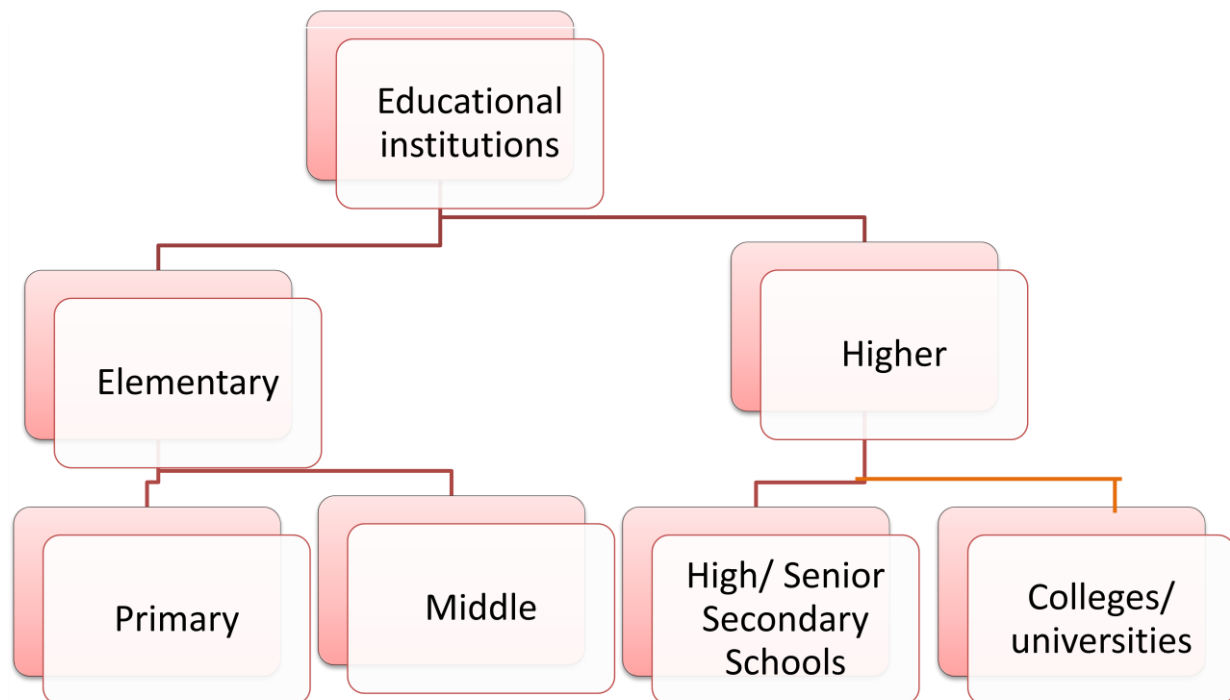 Educational
institutions
Elementary
Higher
Primary
Middle
High/ Senior
Secondary
Schools
Colleges/
universities